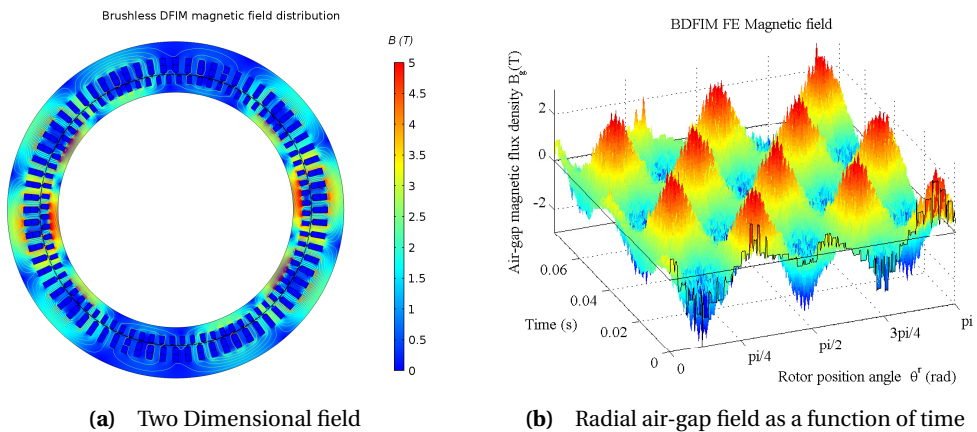 Brushless DFIM magnetic field distribution
B (T)
5
4.5
4
3.5
3
2.5
2
1.5
1
0.5
0
(a) Two Dimensional field
BDFIM FE Magnetic field
Air-gap magnetic flux density B_g(T)
2
0
-2
0.06
0.04
0.02
0
Time (s)
0
pi/4
pi/2
3pi/4
pi
Rotor position angle θ^r (rad)
(b) Radial air-gap field as a function of time